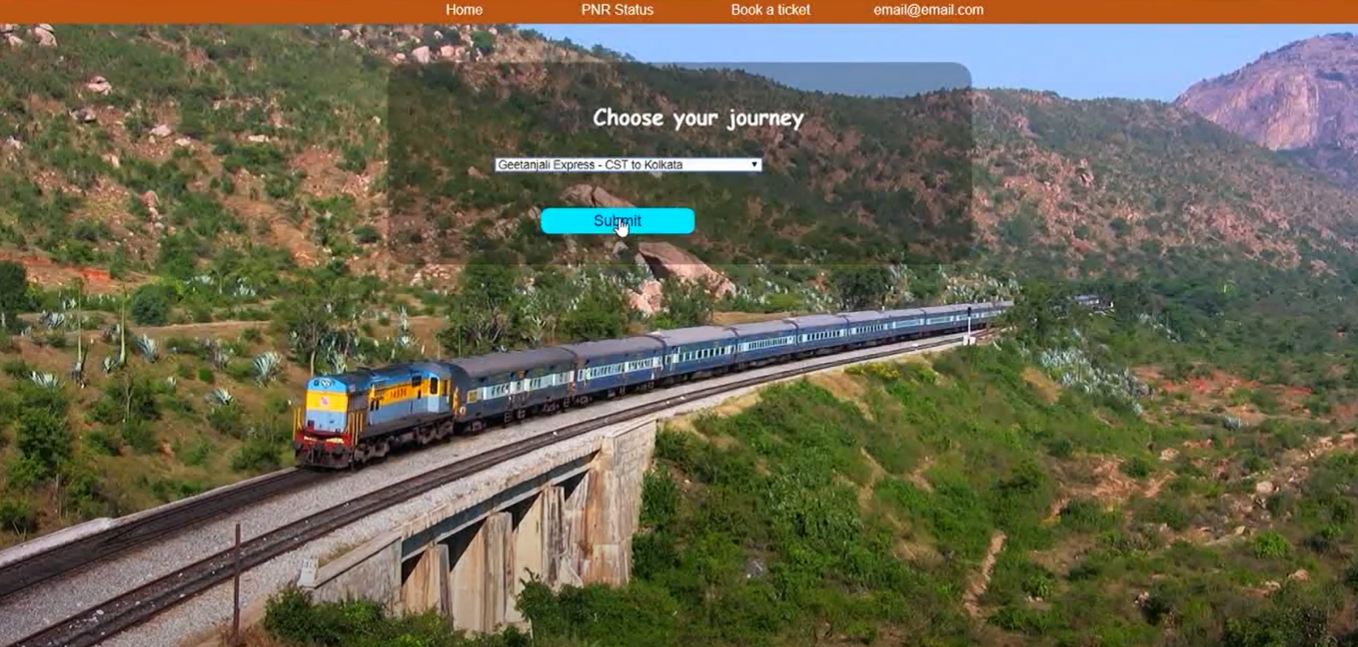 Home PNR Status Book a ticket email@email.com
Choose your journey
Geetanjali Express - CST to Kolkata
Submit